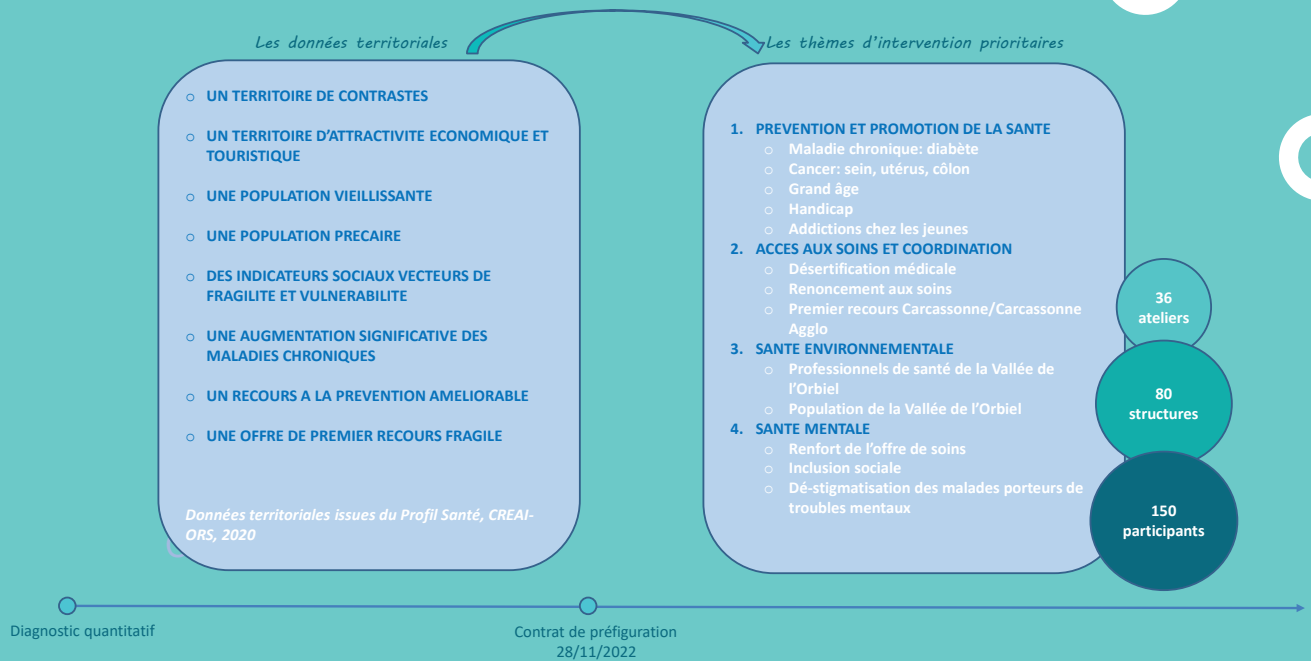 Les données territoriales
○ UN TERRITOIRE DE CONTRASTES
○ UN TERRITOIRE D'ATTRACTIVITE ECONOMIQUE ET
TOURISTIQUE
○ UNE POPULATION VIEILLISSANTE
○ UNE POPULATION PRECAIRE
○ DES INDICATEURS SOCIAUX VECTEURS DE
FRAGILITE ET VULNERABILITE
○ UNE AUGMENTATION SIGNIFICATIVE DES
MALADIES CHRONIQUES
○ UN RECOURS A LA PREVENTION AMELIORABLE
○ UNE OFFRE DE PREMIER RECOURS FRAGILE
Données territoriales issues du Profil Santé, CREAI-
ORS, 2020
Les thèmes d'intervention prioritaires
1. PREVENTION ET PROMOTION DE LA SANTE
○ Maladie chronique: diabète
○ Cancer: sein, utérus, côlon
○ Grand âge
○ Handicap
○ Addictions chez les jeunes
2. ACCES AUX SOINS ET COORDINATION
○ Désertification médicale
○ Renoncement aux soins
○ Premier recours Carcassonne/Carcassonne
Agglo
3. SANTE ENVIRONNEMENTALE
○ Professionnels de santé de la Vallée de
l'Orbiel
○ Population de la Vallée de l'Orbiel
4. SANTE MENTALE
○ Renfort de l'offre de soins
○ Inclusion sociale
○ Dé-stigmatisation des malades porteurs de
troubles mentaux
36
ateliers
80
structures
150
participants
Diagnostic quantitatif
Contrat de préfiguration
28/11/2022